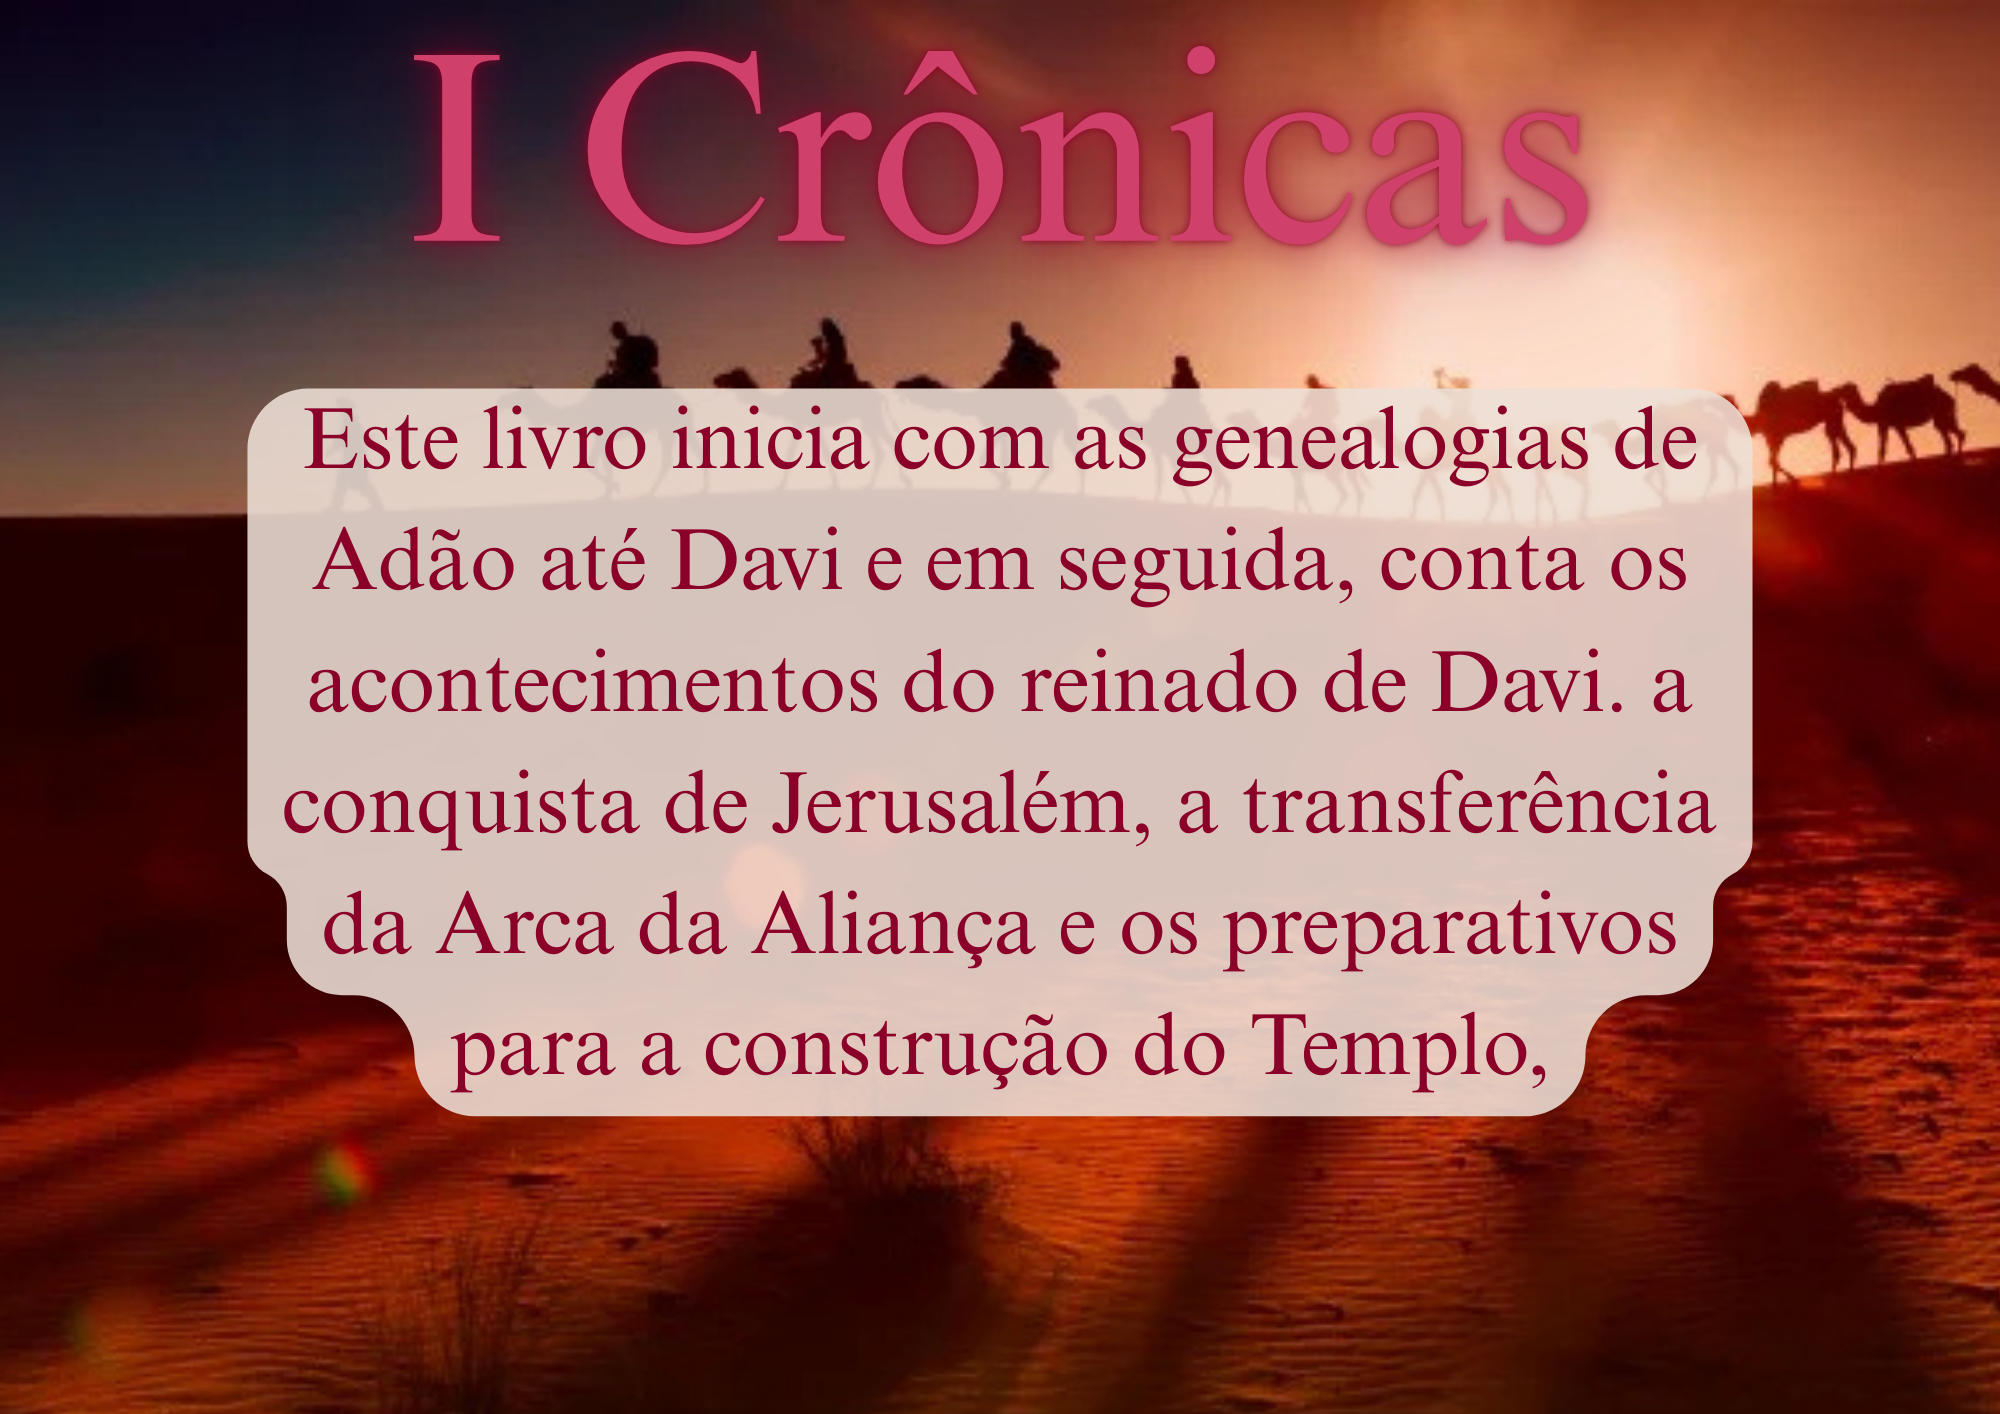 I Crônicas
Este livro inicia com as genealogias de
Adão até Davi e em seguida, conta os
acontecimentos do reinado de Davi. a
conquista de Jerusalém, a transferência
da Arca da Aliança e os preparativos
para a construção do Templo,